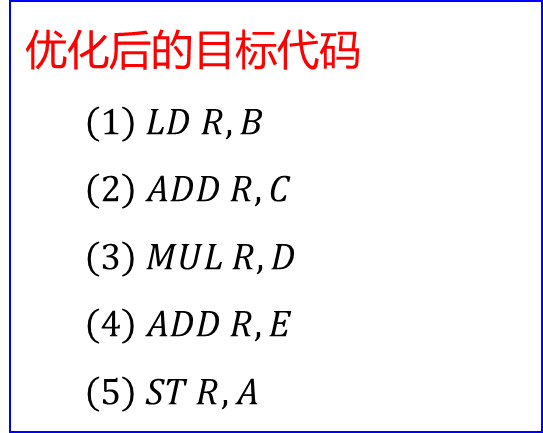 优化后的目标代码
(1) LD R, B
(2) ADD R, C
(3) MUL R, D
(4) ADD R, E
(5) ST R, A